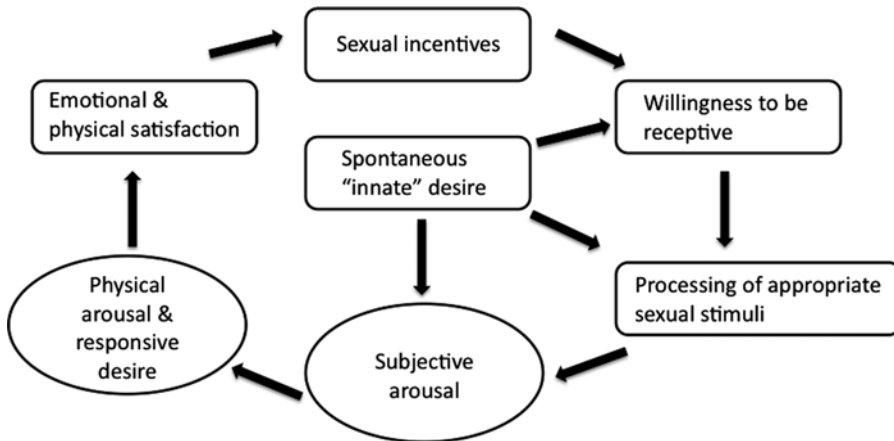 Sexual incentives
Emotional &
physical satisfaction
Willingness to be
receptive
Spontaneous
“innate” desire
Physical
arousal &
responsive
desire
Processing of appropriate
sexual stimuli
Subjective
arousal